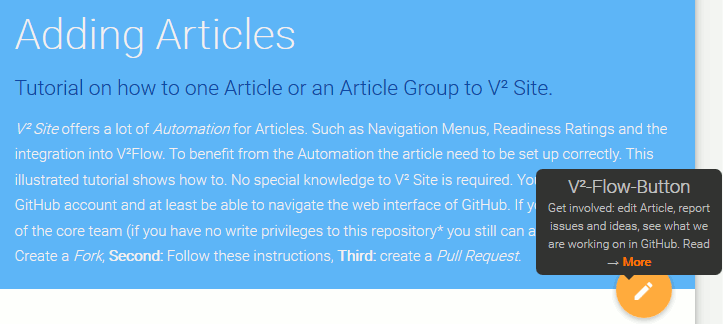 Adding Articles
Tutorial on how to one Article or an Article Group to V² Site.
V² Site offers a lot of Automation for Articles. Such as Navigation Menus, Readiness Ratings and the
integration into V²Flow. To benefit from the Automation the article need to be set up correctly. This
illustrated tutorial shows how to. No special knowledge to V² Site is required.
GitHub account and at least be able to navigate the web interface of GitHub. If
of the core team (if you have no write privileges to this repository* you still can
Create a Fork, Second: Follow these instructions, Third: create a Pull Request.
V²-Flow-Button
Get involved: edit Article, report
issues and ideas, see what we
are working on in GitHub. Read
→ More